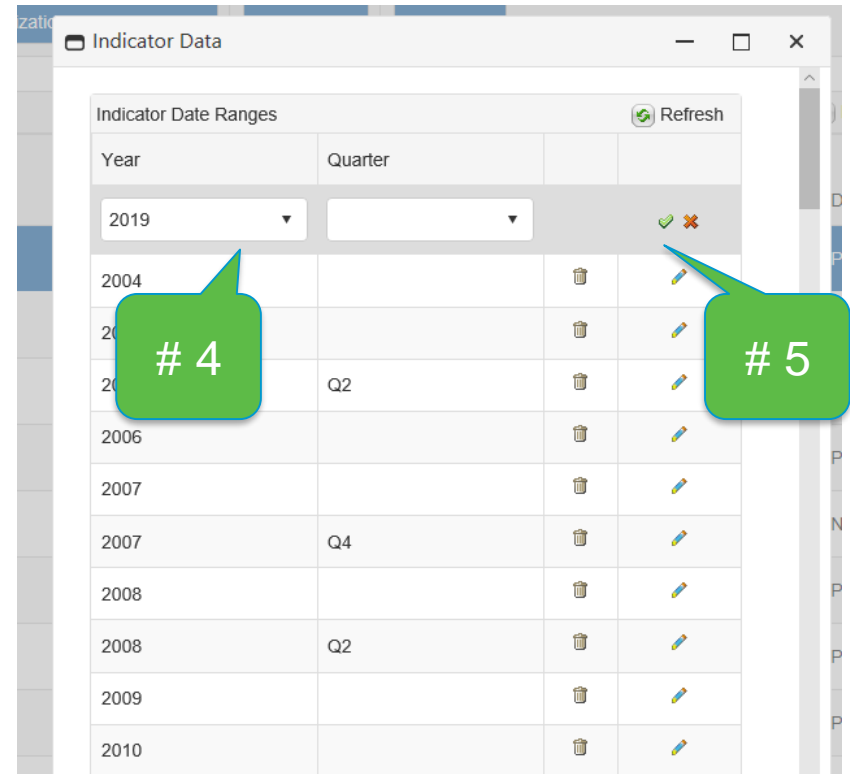 Indicator Data
Indicator Date Ranges Refresh
Year Quarter
2019
2004
# 4 # 5
Q2
2006
2007
2007 Q4
2008
2008 Q2
2009
2010